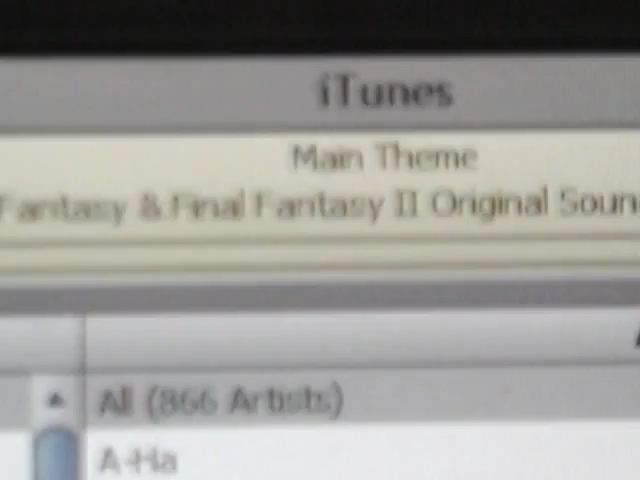 iTunes
Main Theme
Fantasy & Final Fantasy II Original Soun
All (866 Artists)
A-Ha